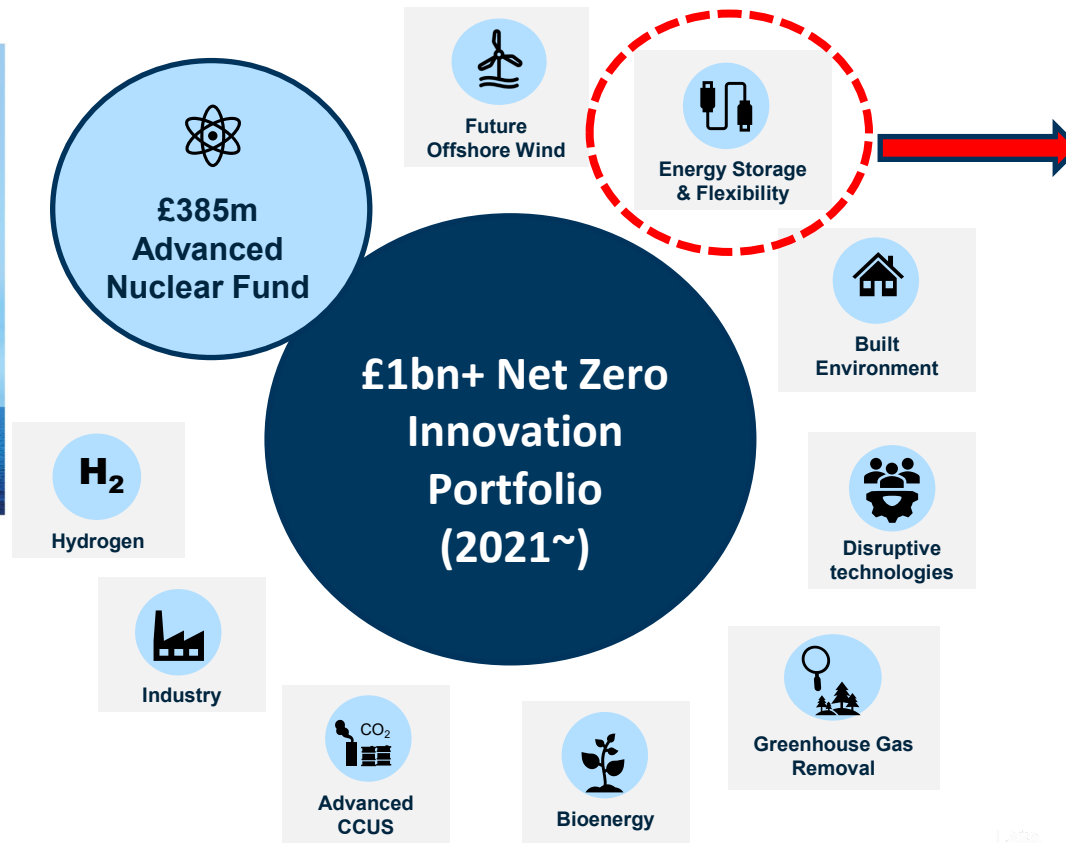 £385m
Advanced
Nuclear Fund
Future
Offshore Wind
Energy Storage
& Flexibility
Built
Environment
£1bn+ Net Zero
Innovation
Portfolio
(2021~)
H₂
Hydrogen
Disruptive
technologies
Industry
CO₂
Advanced
CCUS
Bioenergy
Greenhouse Gas
Removal